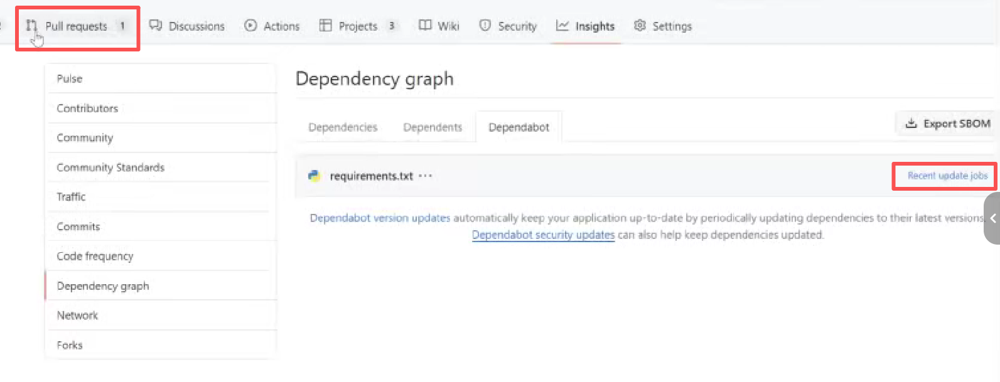 Pull requests 1 Discussions Actions Projects 3 Wiki Security Insights Settings
Pulse
Contributors
Community
Community Standards
Traffic
Commits
Code frequency
Dependency graph
Network
Forks
Dependency graph
Dependencies Dependents Dependabot
Export SBOM
requirements.txt ···
Recent update jobs
Dependabot version updates automatically keep your application up-to-date by periodically updating dependencies to their latest versions.
Dependabot security updates can also help keep dependencies updated.